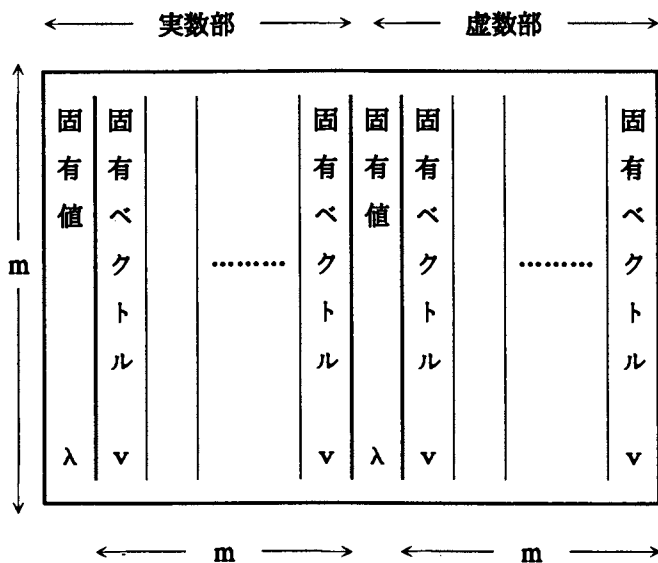 実数部 虚数部
固有値 λ
固有ベクトル v
………
固有ベクトル v
固有値 λ
固有ベクトル v
………
固有ベクトル v
m
m m